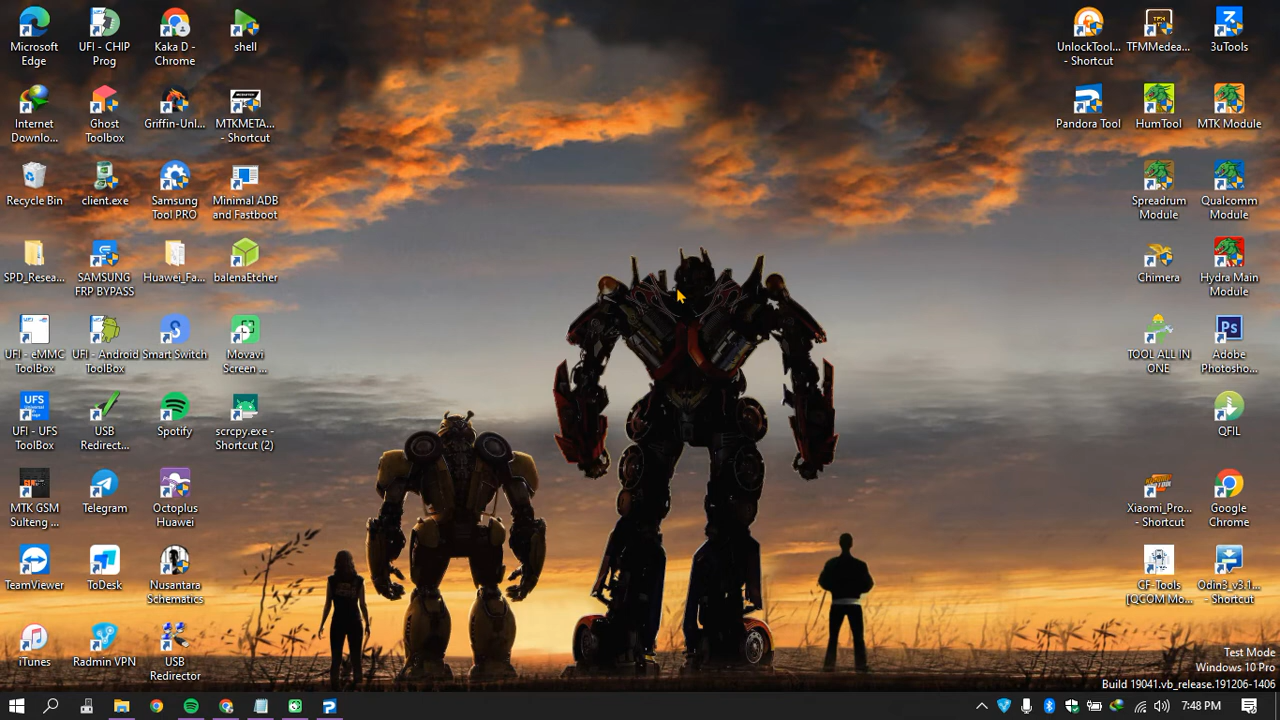 Microsoft
Edge
UFI - CHIP
Prog
Kaka D -
Chrome
shell
Internet
Downlo...
Ghost
Toolbox
Griffin-Unl...
MTKMETA...
- Shortcut
Recycle Bin
client.exe
Samsung
Tool PRO
Minimal ADB
and Fastboot
SPD_Resea...
SAMSUNG
FRP BYPASS
Huawei_Fa...
balenaEtcher
UFI - eMMC
ToolBox
UFI - Android
ToolBox
Smart Switch
Movavi
Screen ...
UFS
UFI - UFS
ToolBox
USB
Redirect...
Spotify
scrcpy.exe -
Shortcut (2)
MTK GSM
Sulteng ...
Telegram
Octoplus
Huawei
TeamViewer
ToDesk
Nusantara
Schematics
iTunes
Radmin VPN
USB
Redirector
UnlockTool...
- Shortcut
TFMMedea...
3uTools
Pandora Tool
HumTool
MTK Module
Spreadrum
Module
Qualcomm
Module
Chimera
Hydra Main
Module
TOOL ALL IN
ONE
Ps
Adobe
Photosho...
QFIL
Xiaomi_Pro...
- Shortcut
Google
Chrome
CF-Tools
[QCOM Mo...
Odin3_v3.1...
- Shortcut
Test Mode
Windows 10 Pro
Build 19041.vb_release.191206-1406
7:48 PM